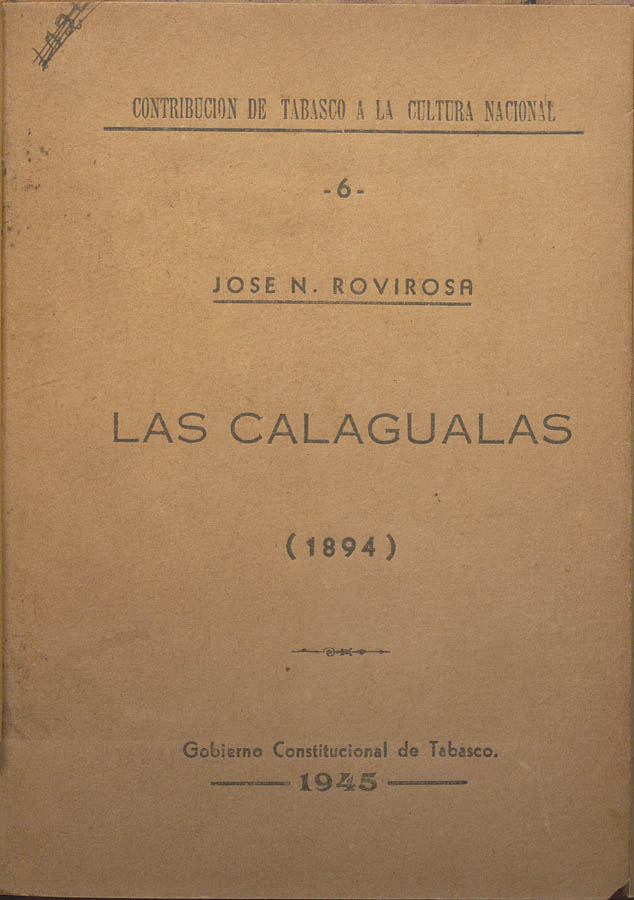 CONTRIBUCION DE TABASCO A LA CULTURA NACIONAL
-6-
JOSE N. ROVIROSA
LAS CALAGUALAS
(1894)
Gobierno Constitucional de Tabasco.
1945